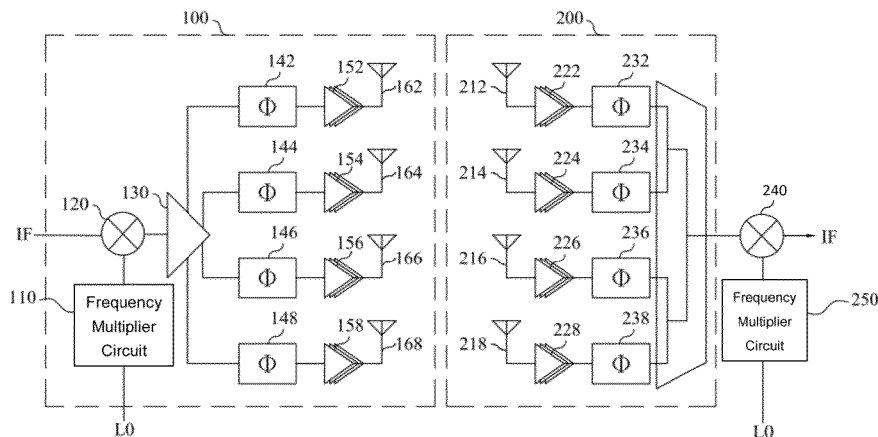 100
200
142
152
162
Φ
144
154
164
Φ
130
120
IF
146
156
166
Φ
110
Frequency
Multiplier
Circuit
148
158
168
Φ
L0
212
222
232
Φ
214
224
234
Φ
216
226
236
Φ
218
228
238
Φ
240
IF
Frequency
Multiplier
Circuit
250
L0